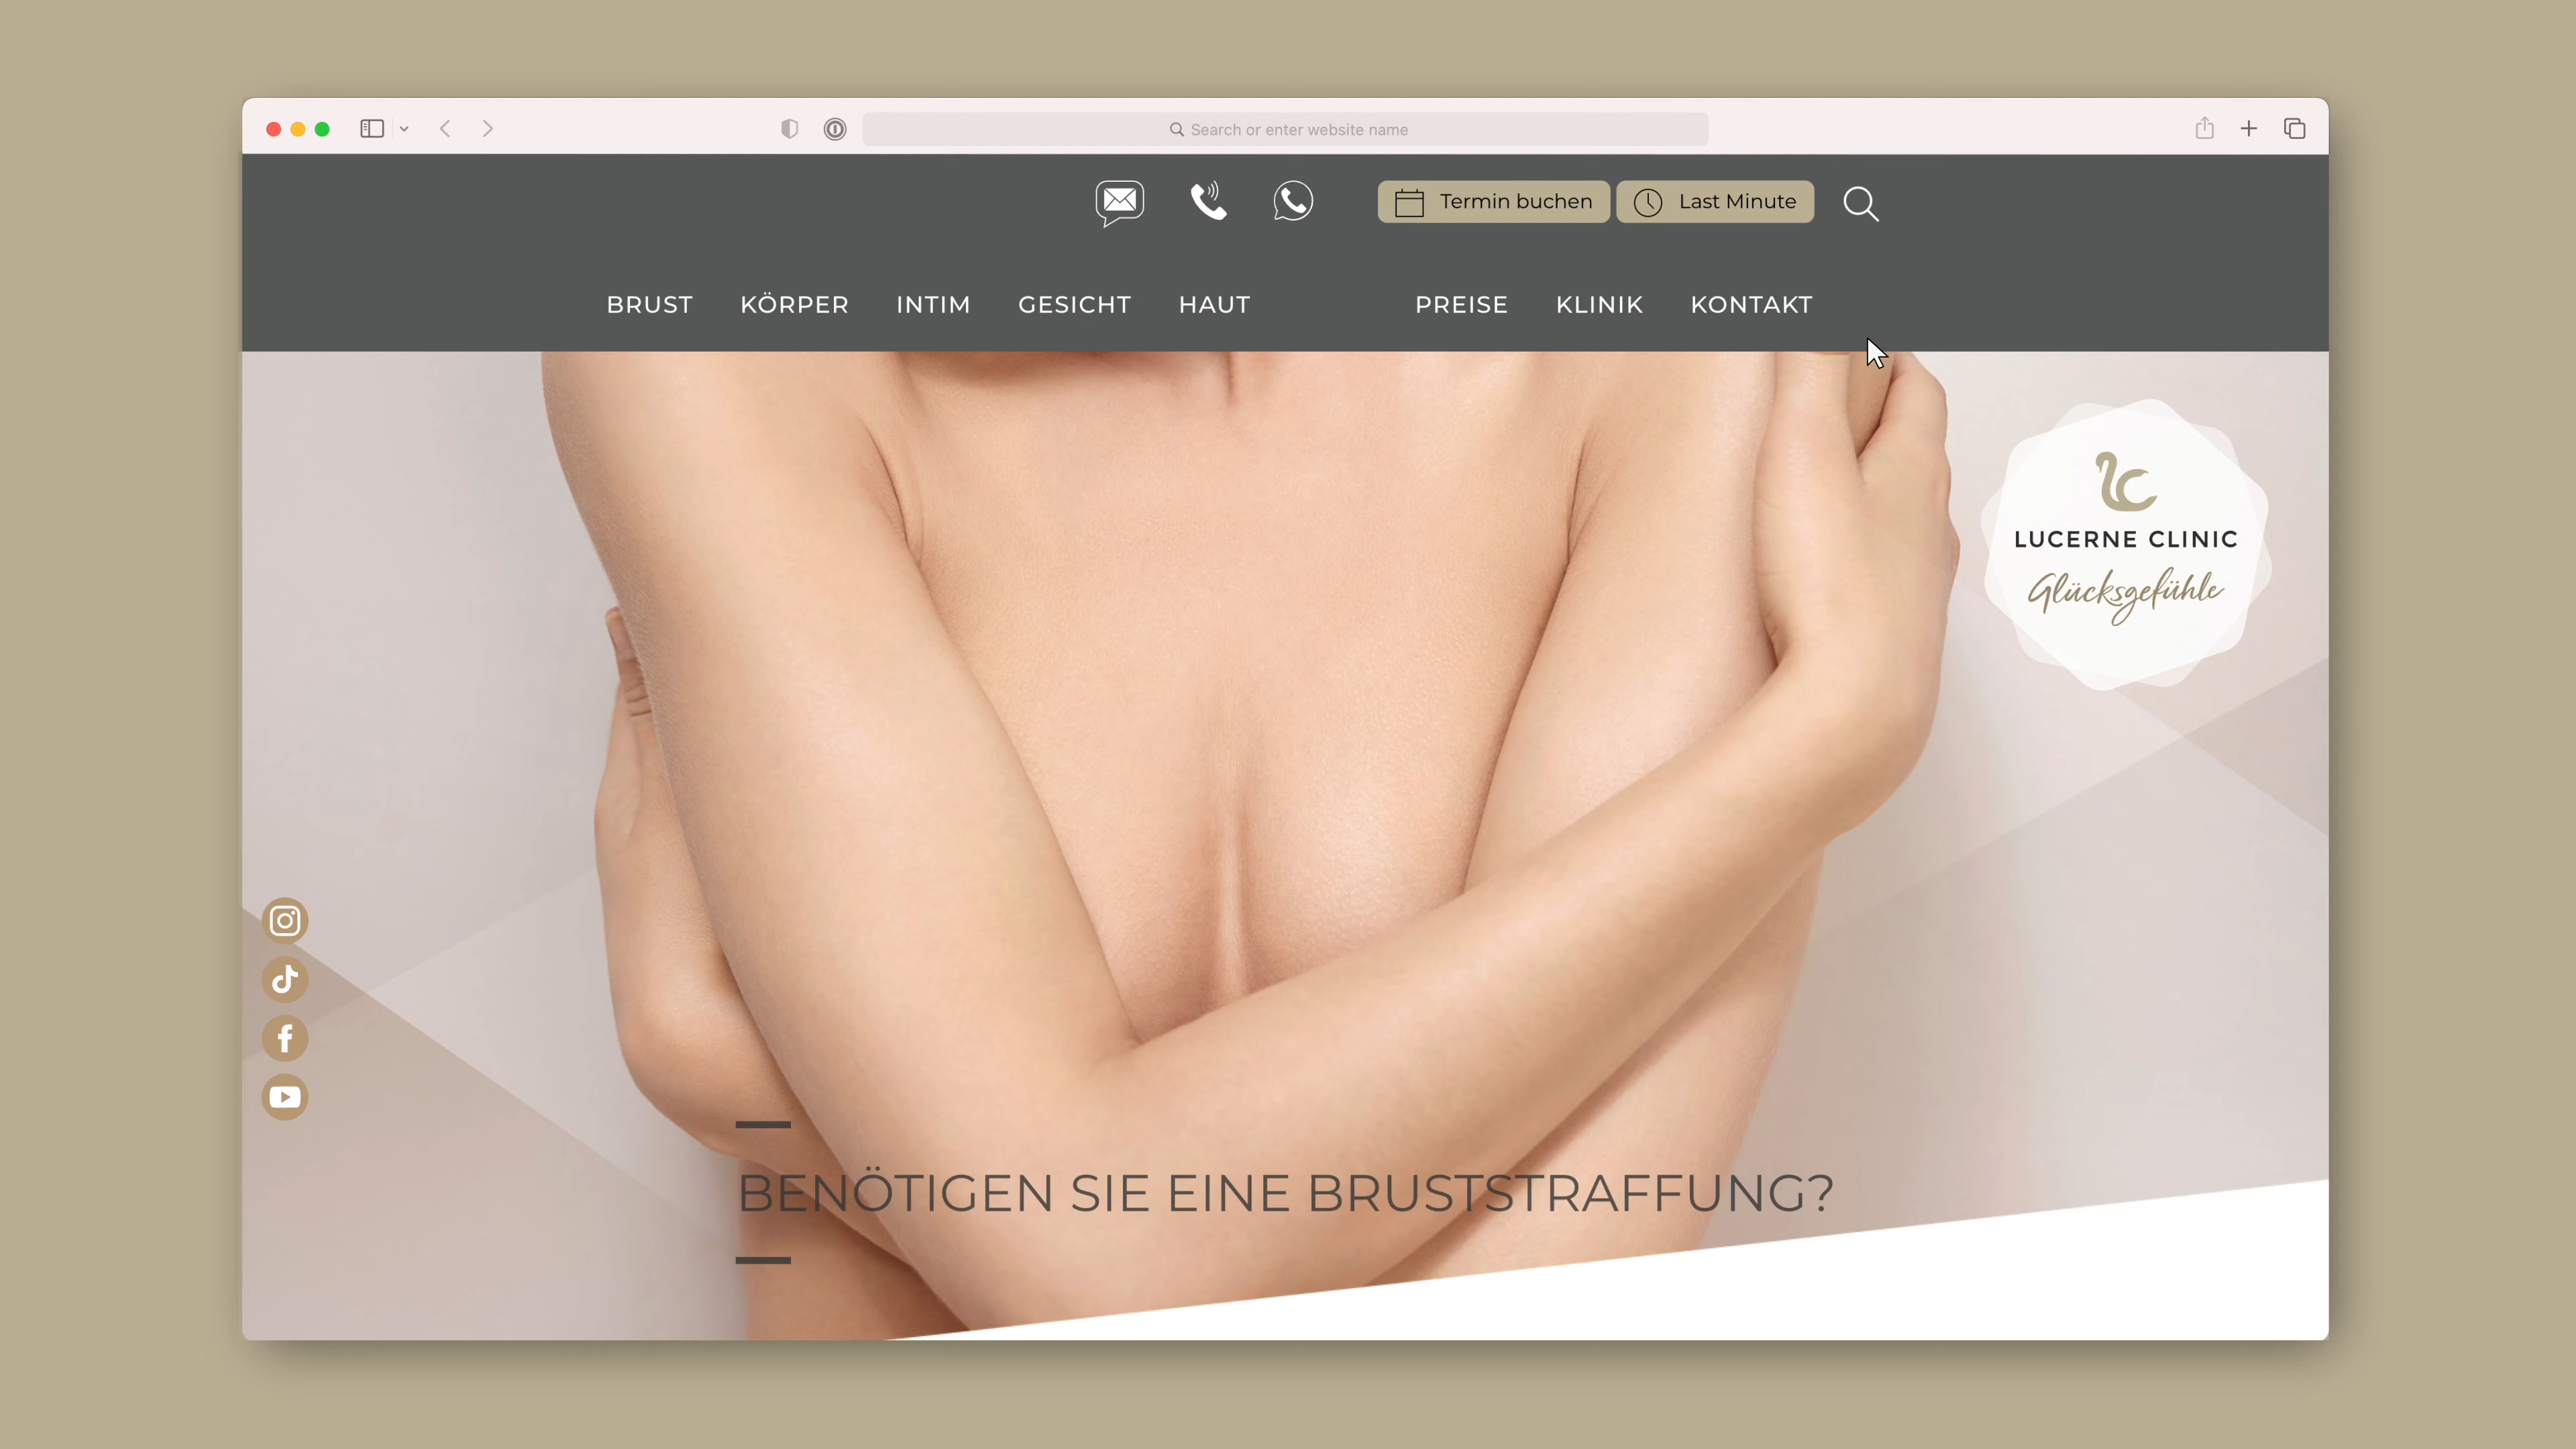 Search or enter website name
Termin buchen
Last Minute
BRUST KÖRPER INTIM GESICHT HAUT PREISE KLINIK KONTAKT
LUCERNE CLINIC
Glücksgefühle
BENÖTIGEN SIE EINE BRUSTSTRAFFUNG?